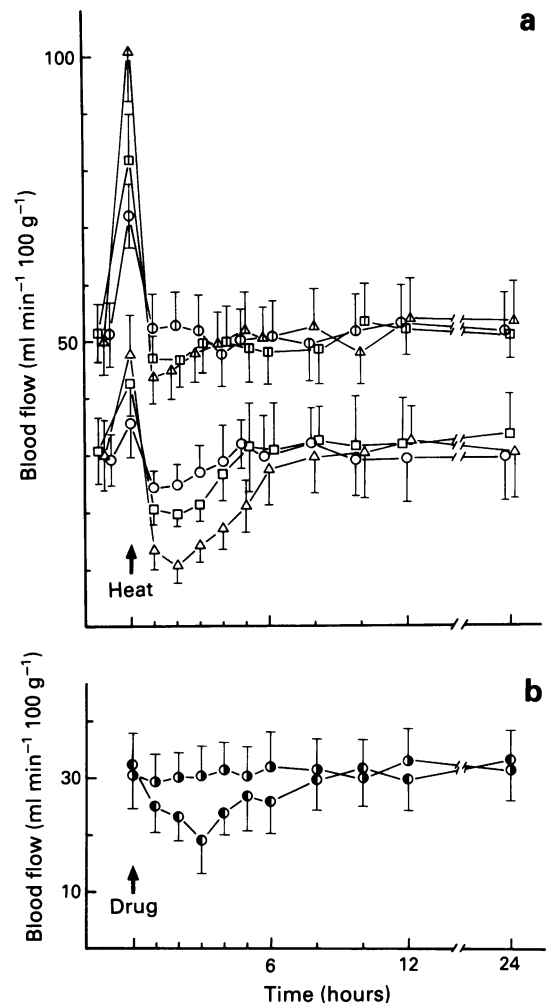 a
100
50
Blood flow (ml min⁻¹ 100 g⁻¹)
Heat
b
30
10
Blood flow (ml min⁻¹ 100 g⁻¹)
Drug
6
12
24
Time (hours)